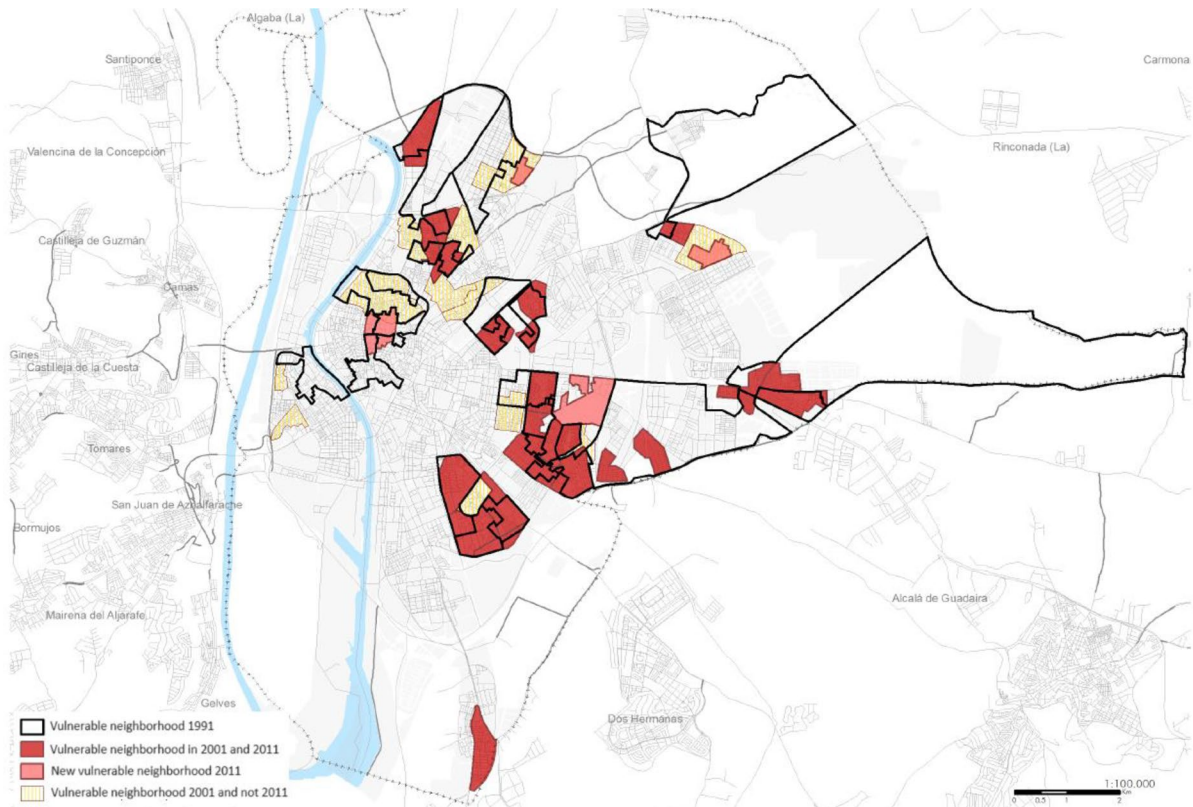 Algaba (La)
Santiponce
Carmona
Valencina de la Concepción
Rinconada (La)
Castilleja de Guzmán
Camas
Gines
Castilleja de la Cuesta
Tomares
San Juan de Aznalfarache
Bormujos
Alcalá de Guadaira
Mairena del Aljarafe
Gelves
Dos Hermanas
Vulnerable neighborhood 1991
Vulnerable neighborhood in 2001 and 2011
New vulnerable neighborhood 2011
Vulnerable neighborhood 2001 and not 2011
1:100.000
Km
0 0,5 1 2